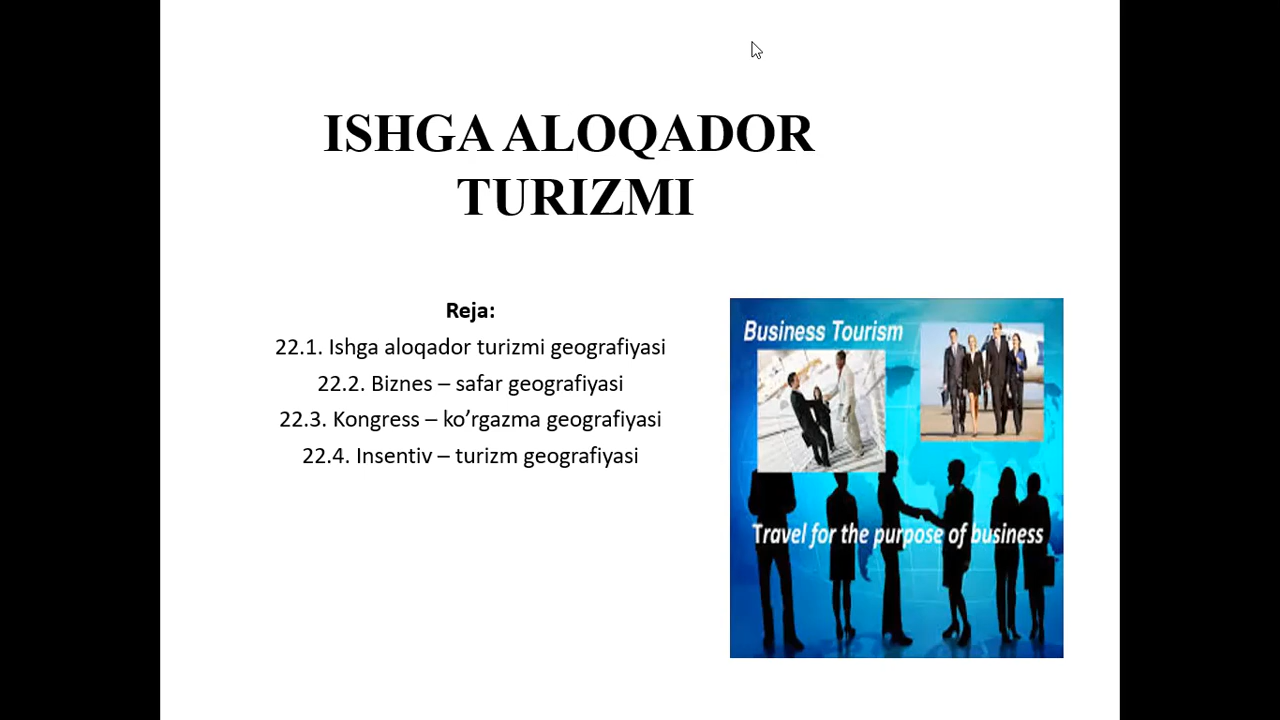 ISHGA ALOQADOR
TURIZMI
Reja:
22.1. Ishga aloqador turizmi geografiyasi
22.2. Biznes – safar geografiyasi
22.3. Kongress – ko’rgazma geografiyasi
22.4. Insentiv – turizm geografiyasi
Business Tourism
Travel for the purpose of business